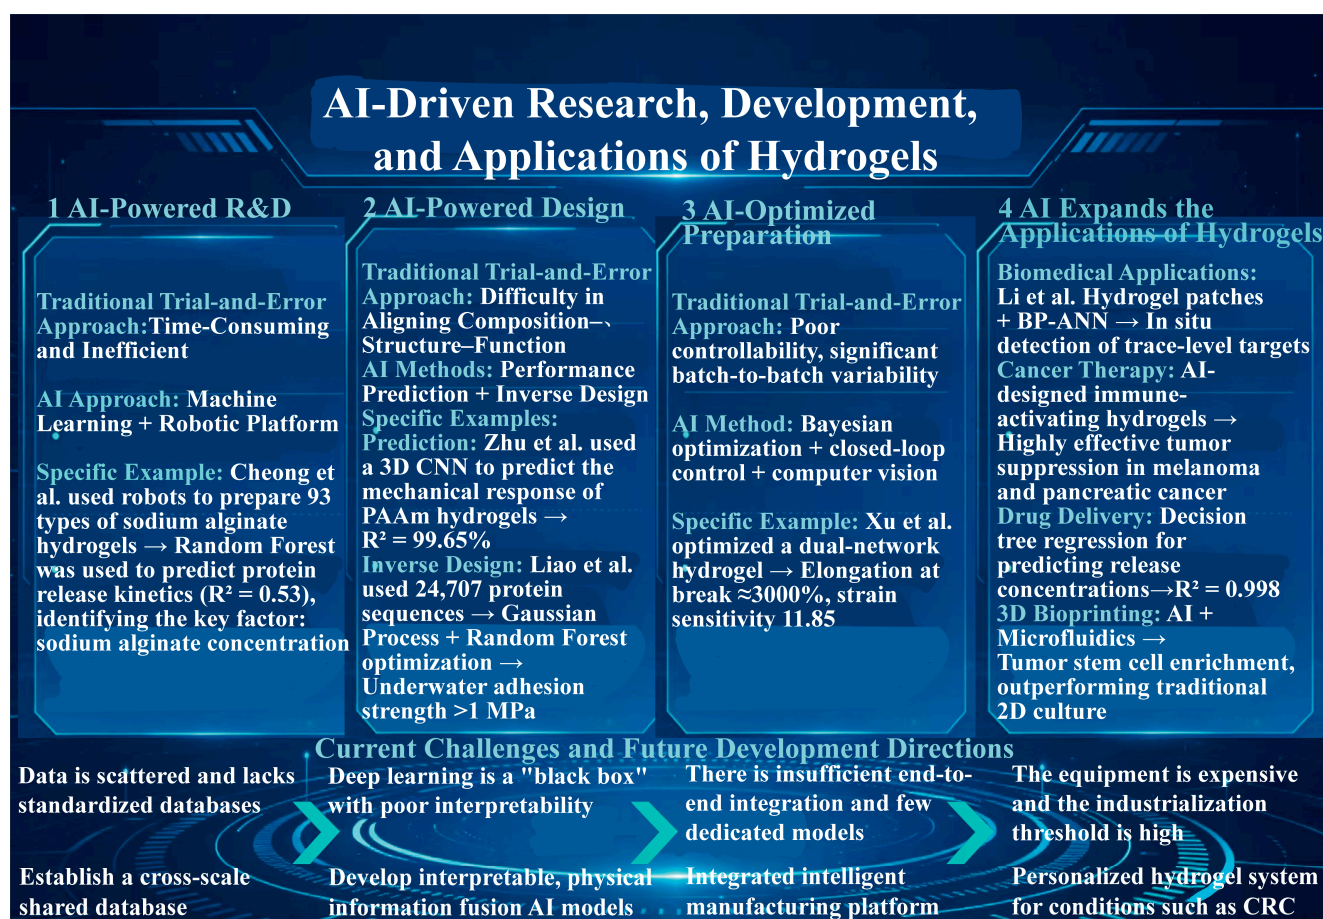 AI-Driven Research, Development,
and Applications of Hydrogels
1 AI-Powered R&D
Traditional Trial-and-Error
Approach:Time-Consuming
and Inefficient
AI Approach: Machine
Learning + Robotic Platform
Specific Example: Cheong et
al. used robots to prepare 93
types of sodium alginate
hydrogels → Random Forest
was used to predict protein
release kinetics (R² = 0.53),
identifying the key factor:
sodium alginate concentration
2 AI-Powered Design
Traditional Trial-and-Error
Approach: Difficulty in
Aligning Composition–、
Structure–Function
AI Methods: Performance
Prediction + Inverse Design
Specific Examples:
Prediction: Zhu et al. used
a 3D CNN to predict the
mechanical response of
PAAm hydrogels →
R² = 99.65%
Inverse Design: Liao et al.
used 24,707 protein
sequences → Gaussian
Process + Random Forest
optimization →
Underwater adhesion
strength >1 MPa
3 AI-Optimized
Preparation
Traditional Trial-and-Error
Approach: Poor
controllability, significant
batch-to-batch variability
AI Method: Bayesian
optimization + closed-loop
control + computer vision
Specific Example: Xu et al.
optimized a dual-network
hydrogel → Elongation at
break ≈3000%, strain
sensitivity 11.85
4 AI Expands the
Applications of Hydrogels
Biomedical Applications:
Li et al. Hydrogel patches
+ BP-ANN → In situ
detection of trace-level targets
Cancer Therapy: AI-
designed immune-
activating hydrogels →
Highly effective tumor
suppression in melanoma
and pancreatic cancer
Drug Delivery: Decision
tree regression for
predicting release
concentrations→R² = 0.998
3D Bioprinting: AI +
Microfluidics →
Tumor stem cell enrichment,
outperforming traditional
2D culture
Current Challenges and Future Development Directions
Data is scattered and lacks
standardized databases
Deep learning is a "black box"
with poor interpretability
There is insufficient end-to-
end integration and few
dedicated models
The equipment is expensive
and the industrialization
threshold is high
Establish a cross-scale
shared database
Develop interpretable, physical
information fusion AI models
Integrated intelligent
manufacturing platform
Personalized hydrogel system
for conditions such as CRC